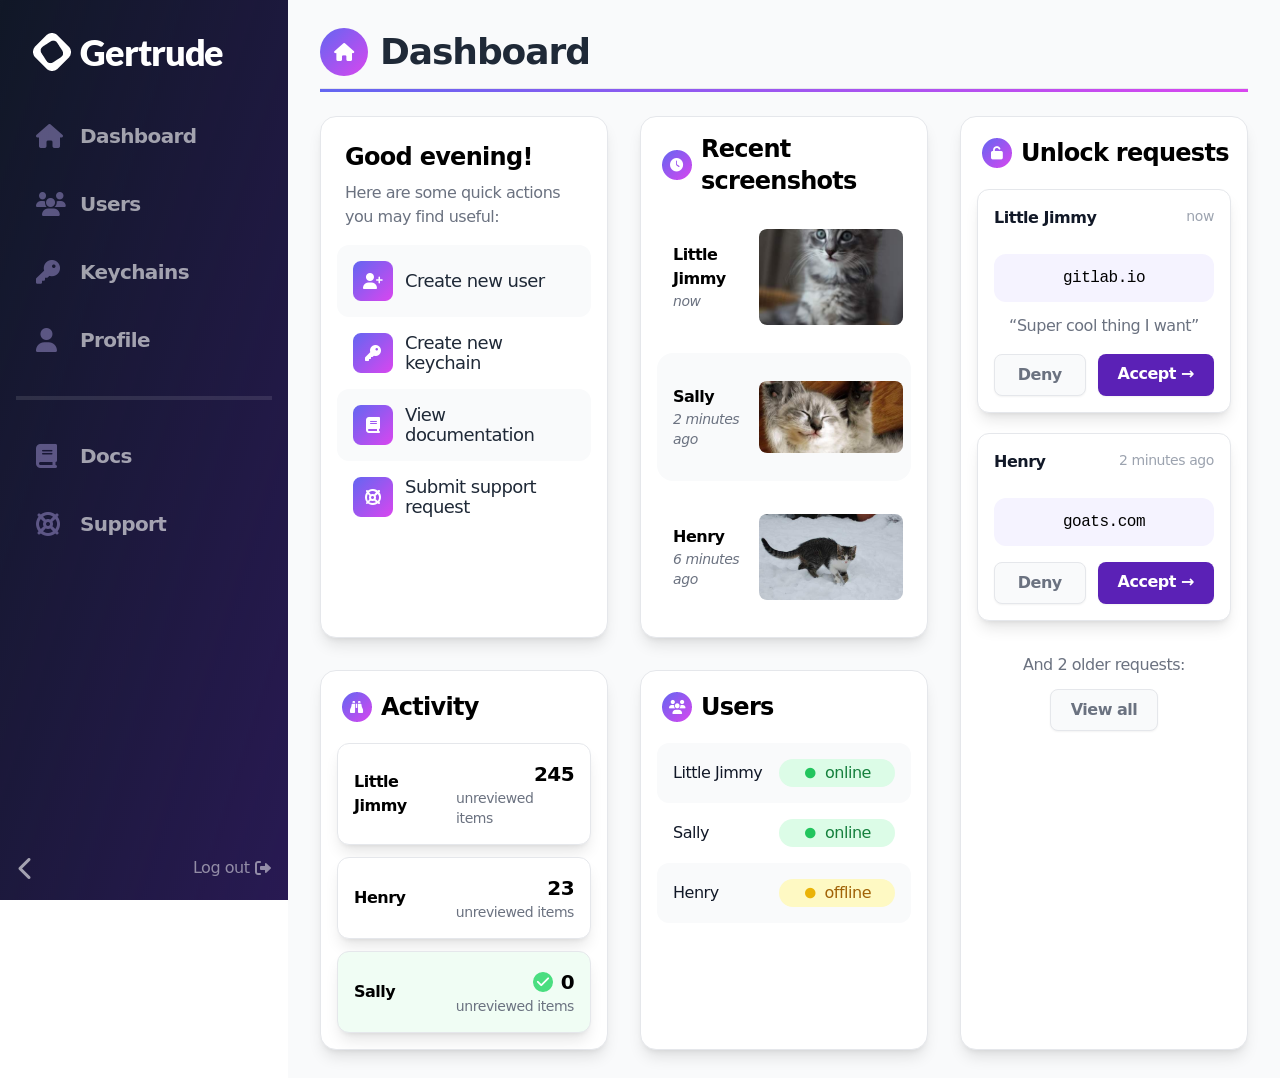 Gertrude
Dashboard
Users
Keychains
Profile
Docs
Support
Log out
Dashboard
Good evening!
Here are some quick actions
you may find useful:
Create new user
Create new
keychain
View
documentation
Submit support
request
Recent
screenshots
Little
Jimmy
now
Sally
2 minutes
ago
Henry
6 minutes
ago
Unlock requests
Little Jimmy now
gitlab.io
“Super cool thing I want”
Deny Accept →
Henry 2 minutes ago
goats.com
Deny Accept →
And 2 older requests:
View all
Activity
Little
Jimmy
245
unreviewed
items
Henry
23
unreviewed items
Sally
0
unreviewed items
Users
Little Jimmy online
Sally online
Henry offline